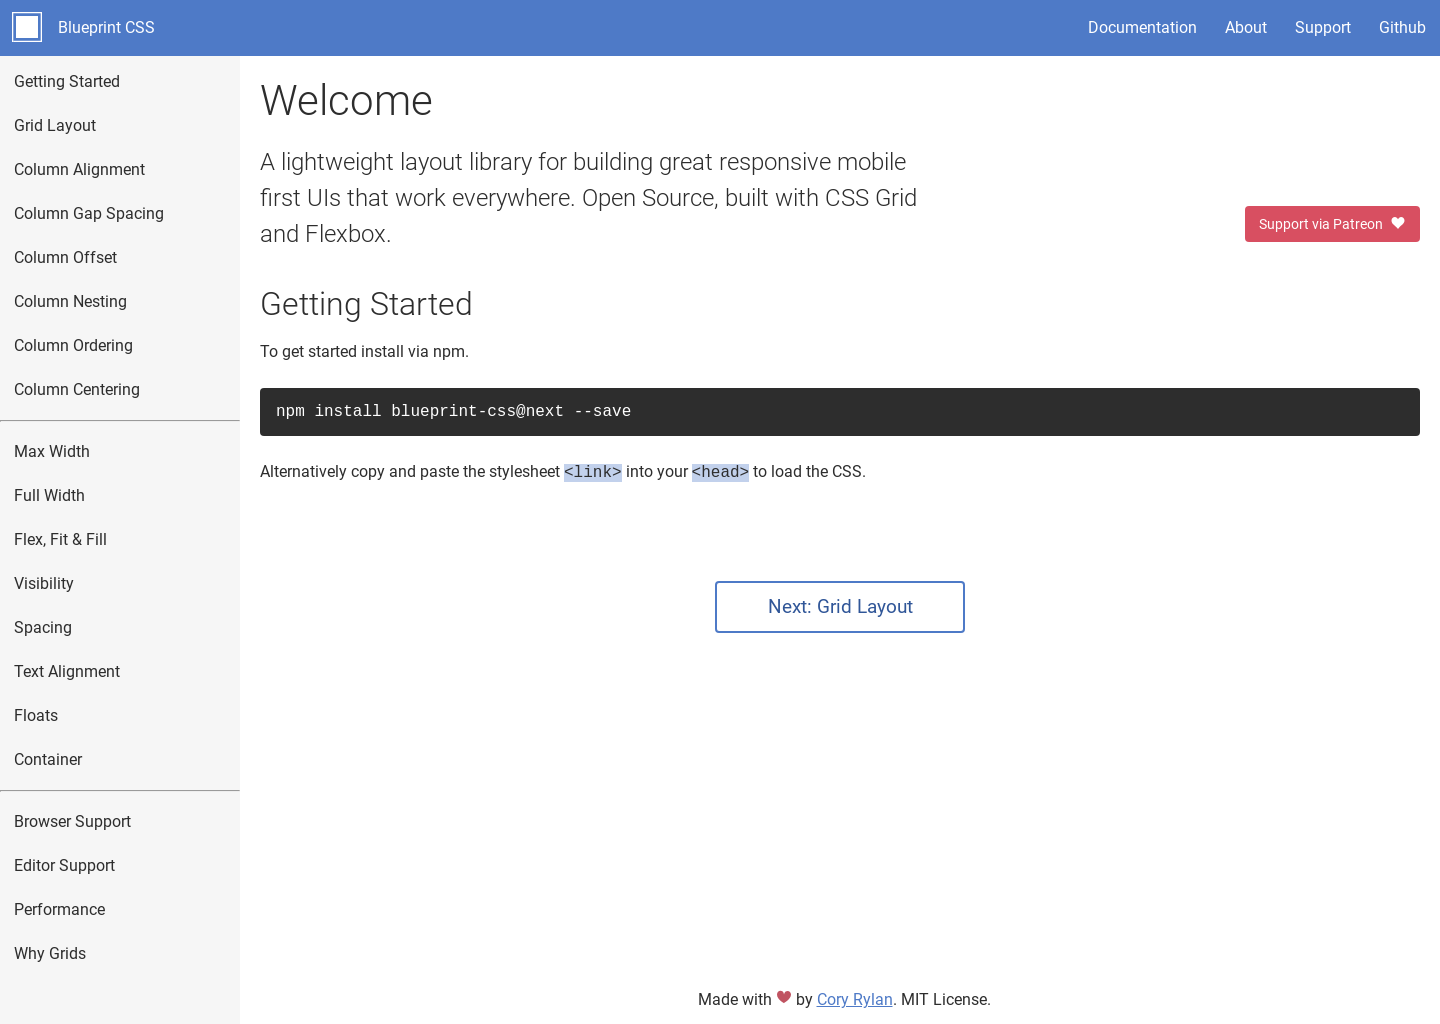 Blueprint CSS
Documentation
About
Support
Github
Getting Started
Grid Layout
Column Alignment
Column Gap Spacing
Column Offset
Column Nesting
Column Ordering
Column Centering
Max Width
Full Width
Flex, Fit & Fill
Visibility
Spacing
Text Alignment
Floats
Container
Browser Support
Editor Support
Performance
Why Grids
Welcome
A lightweight layout library for building great responsive mobile
first UIs that work everywhere. Open Source, built with CSS Grid
and Flexbox.
Support via Patreon
Getting Started
To get started install via npm.
npm install blueprint-css@next --save
Alternatively copy and paste the stylesheet <link> into your <head> to load the CSS.
Next: Grid Layout
Made with ♥ by Cory Rylan. MIT License.